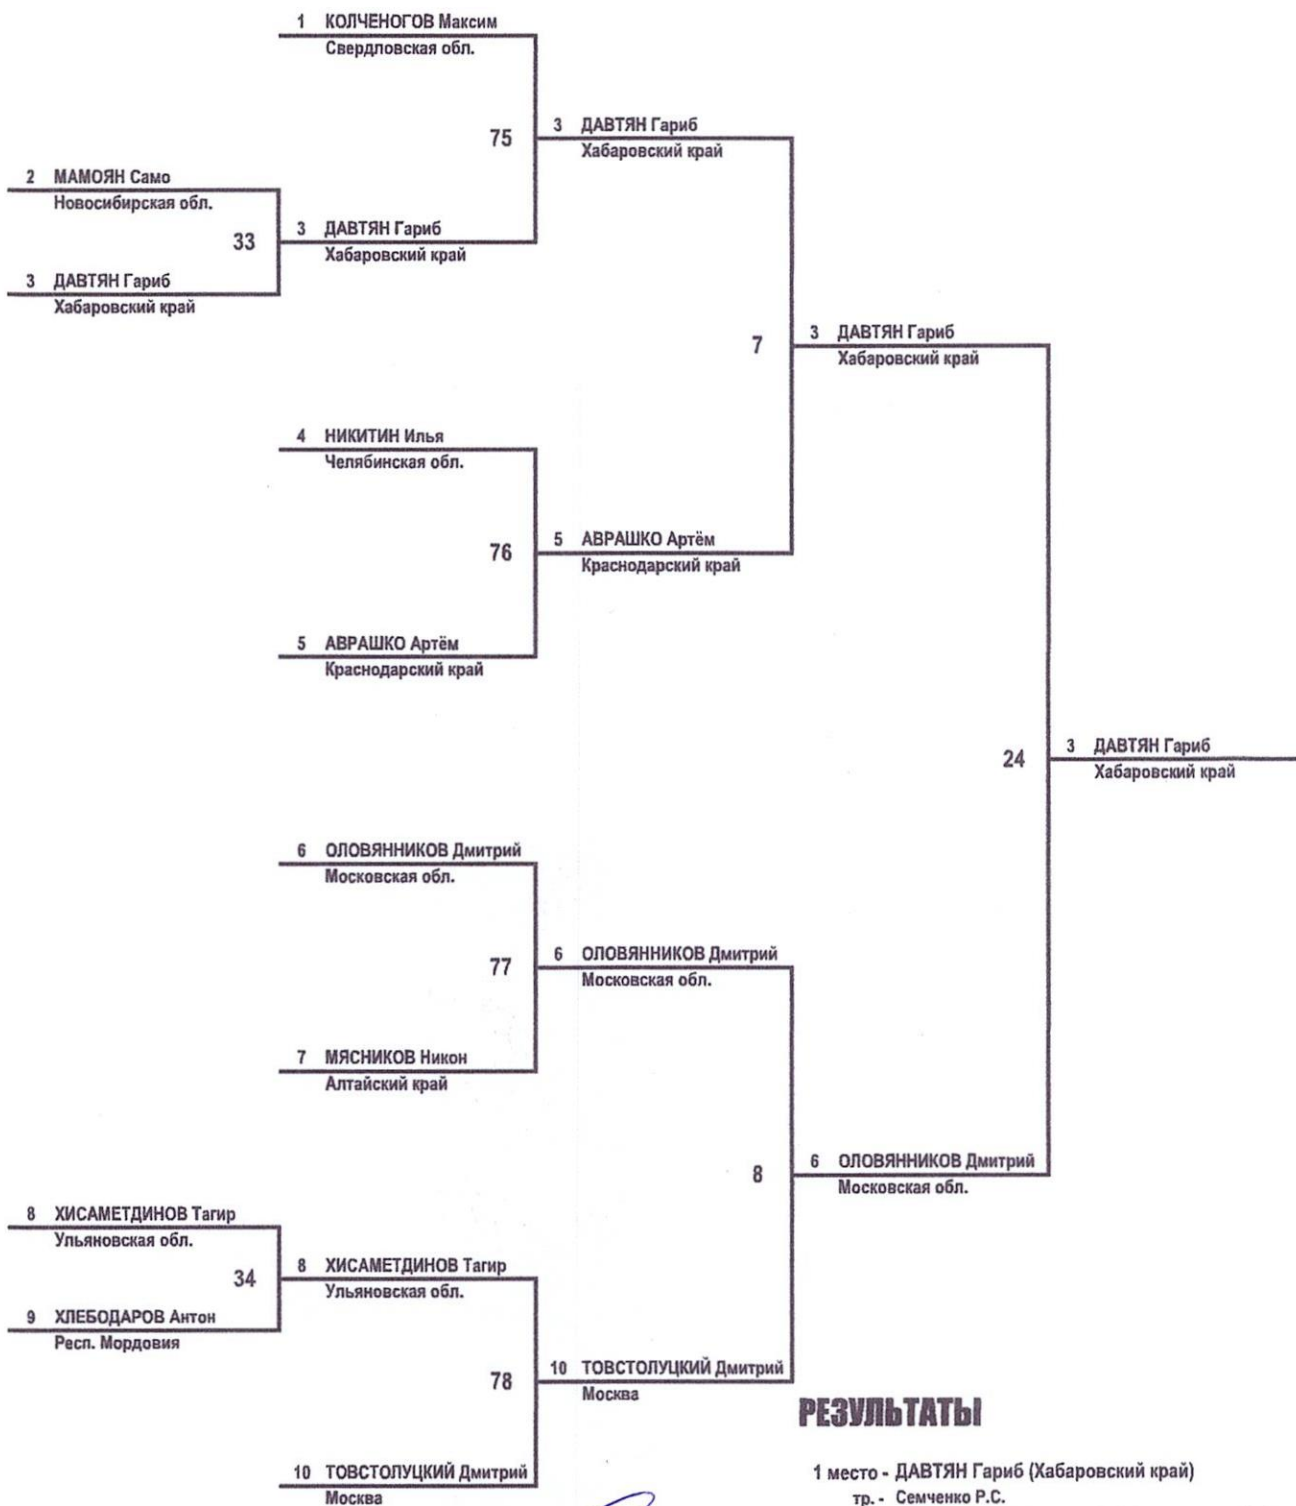 1 КОЛЧЕНОГОВ Максим
Свердловская обл.
75
3 ДАВТЯН Гариб
Хабаровский край
2 МАМОЯН Само
Новосибирская обл.
33
3 ДАВТЯН Гариб
Хабаровский край
3 ДАВТЯН Гариб
Хабаровский край
7
3 ДАВТЯН Гариб
Хабаровский край
4 НИКИТИН Илья
Челябинская обл.
76
5 АВРАШКО Артём
Краснодарский край
5 АВРАШКО Артём
Краснодарский край
24
3 ДАВТЯН Гариб
Хабаровский край
6 ОЛОВЯННИКОВ Дмитрий
Московская обл.
77
6 ОЛОВЯННИКОВ Дмитрий
Московская обл.
7 МЯСНИКОВ Никон
Алтайский край
8
6 ОЛОВЯННИКОВ Дмитрий
Московская обл.
8 ХИСАМЕТДИНОВ Тагир
Ульяновская обл.
34
8 ХИСАМЕТДИНОВ Тагир
Ульяновская обл.
9 ХЛЕБОДАРОВ Антон
Респ. Мордовия
78
10 ТОВСТОЛУЦКИЙ Дмитрий
Москва
10 ТОВСТОЛУЦКИЙ Дмитрий
Москва
РЕЗУЛЬТАТЫ
1 место - ДАВТЯН Гариб (Хабаровский край)
тр. - Семченко Р.С.